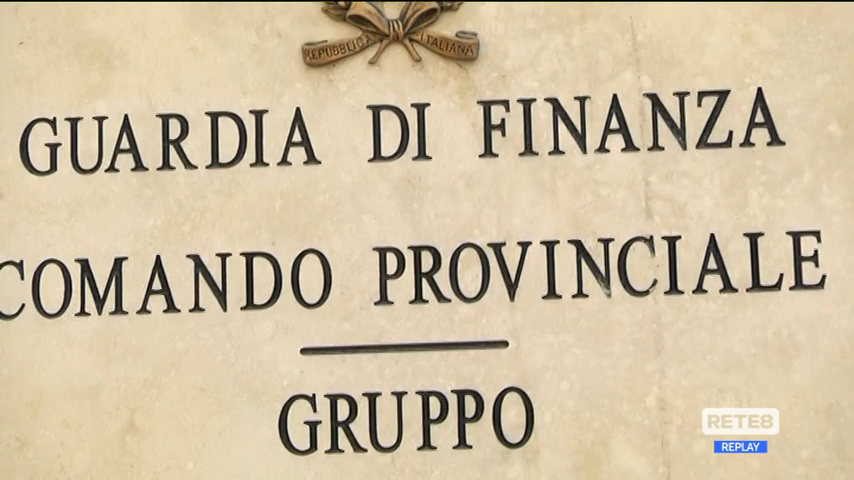 REPUBBLICA ITALIANA
GUARDIA DI FINANZA
COMANDO PROVINCIALE
GRUPPO
RETE8
REPLAY